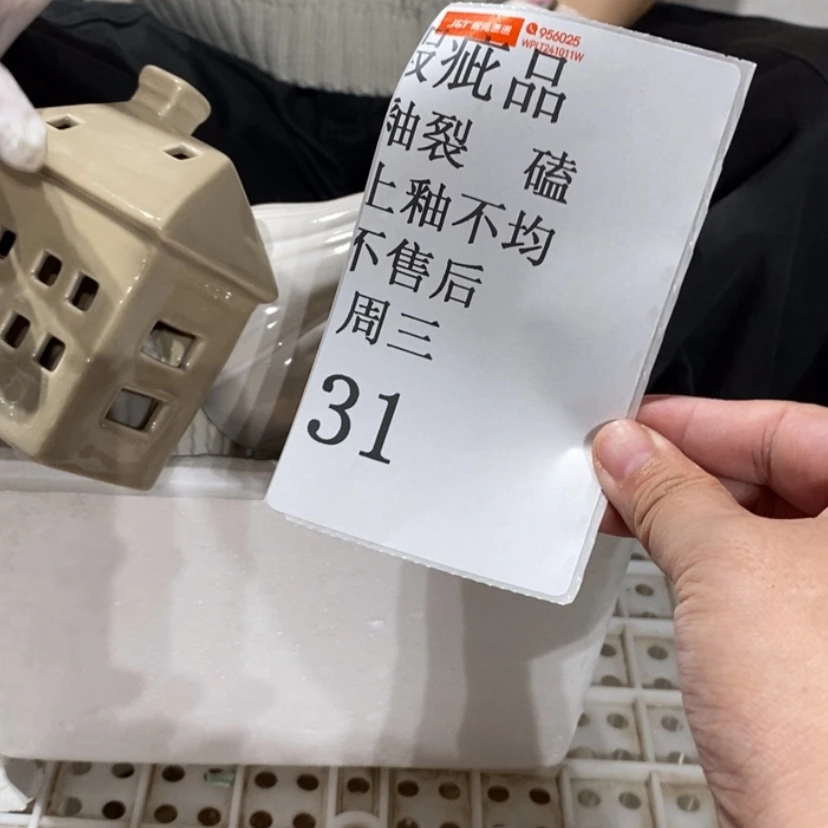 J&T 极兔速递 956025
WPLT241011W
瑕疵品
釉裂 磕
上釉不均
不售后
周三
31